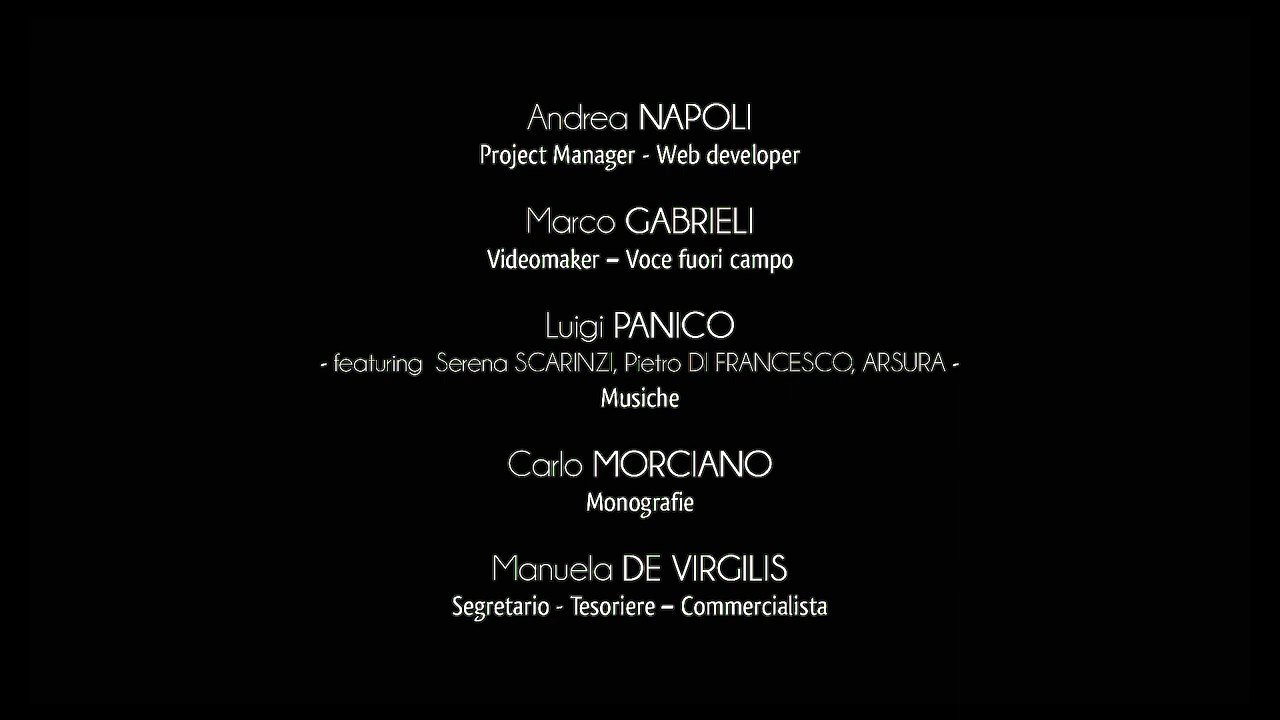 Andrea NAPOLI
Project Manager - Web developer
Marco GABRIELI
Videomaker – Voce fuori campo
Luigi PANICO
- featuring Serena SCARINZI, Pietro DI FRANCESCO, ARSURA -
Musiche
Carlo MORCIANO
Monografie
Manuela DE VIRGILIS
Segretario - Tesoriere – Commercialista